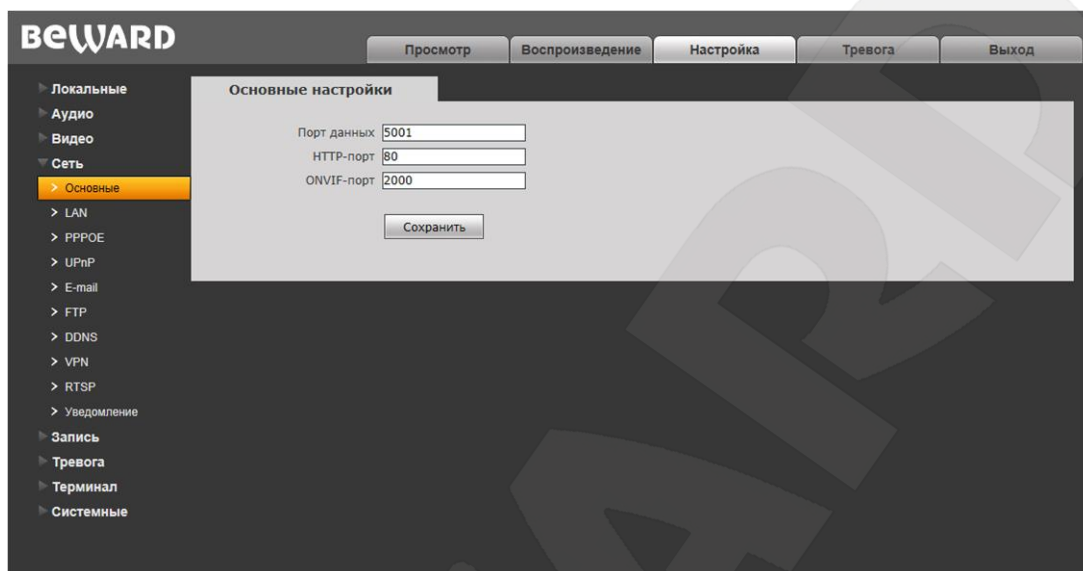 BEWARD
Просмотр
Воспроизведение
Настройка
Тревога
Выход
Локальные
Аудио
Видео
Сеть
Основные
LAN
PPPOE
UPnP
E-mail
FTP
DDNS
VPN
RTSP
Уведомление
Запись
Тревога
Терминал
Системные
Основные настройки
Порт данных 5001
HTTP-порт 80
ONVIF-порт 2000
Сохранить